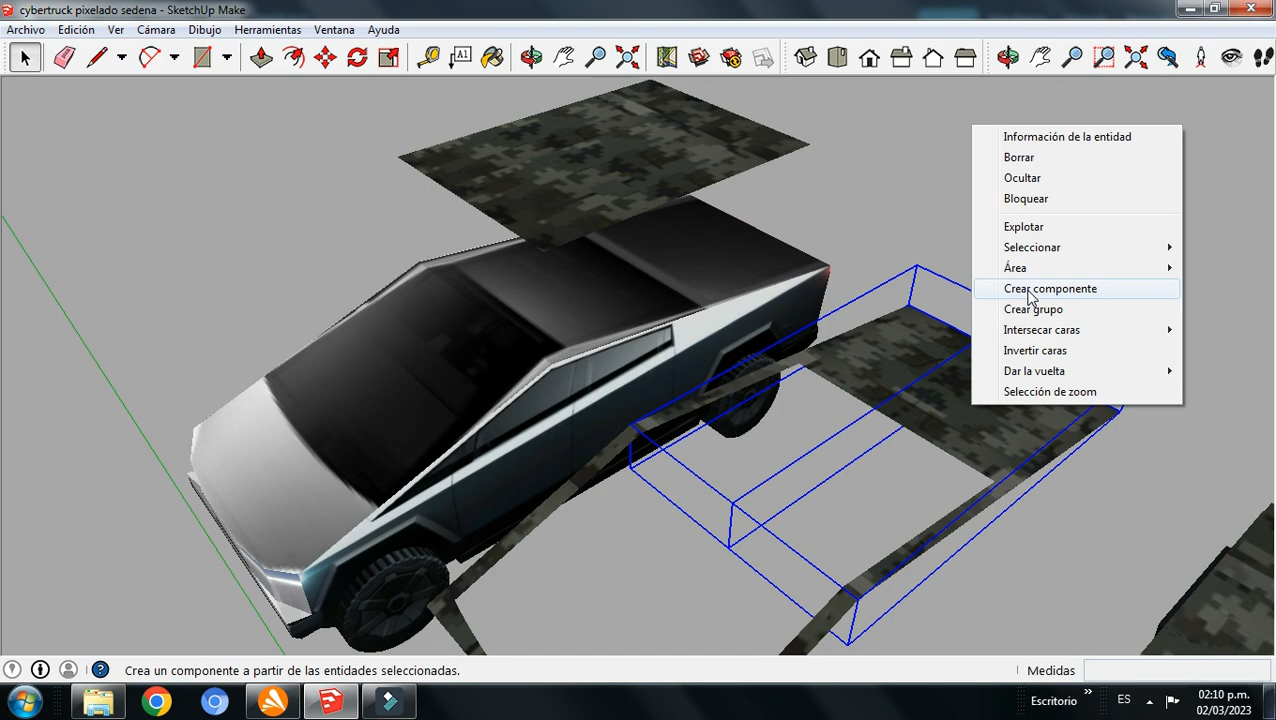 cybertruck pixelado sedena - SketchUp Make
Archivo Edición Ver Cámara Dibujo Herramientas Ventana Ayuda
A1
Información de la entidad
Borrar
Ocultar
Bloquear
Explotar
Seleccionar
Área
Crear componente
Crear grupo
Intersecar caras
Invertir caras
Dar la vuelta
Selección de zoom
Crea un componente a partir de las entidades seleccionadas.
Medidas
Escritorio
ES
02:10 p.m.
02/03/2023